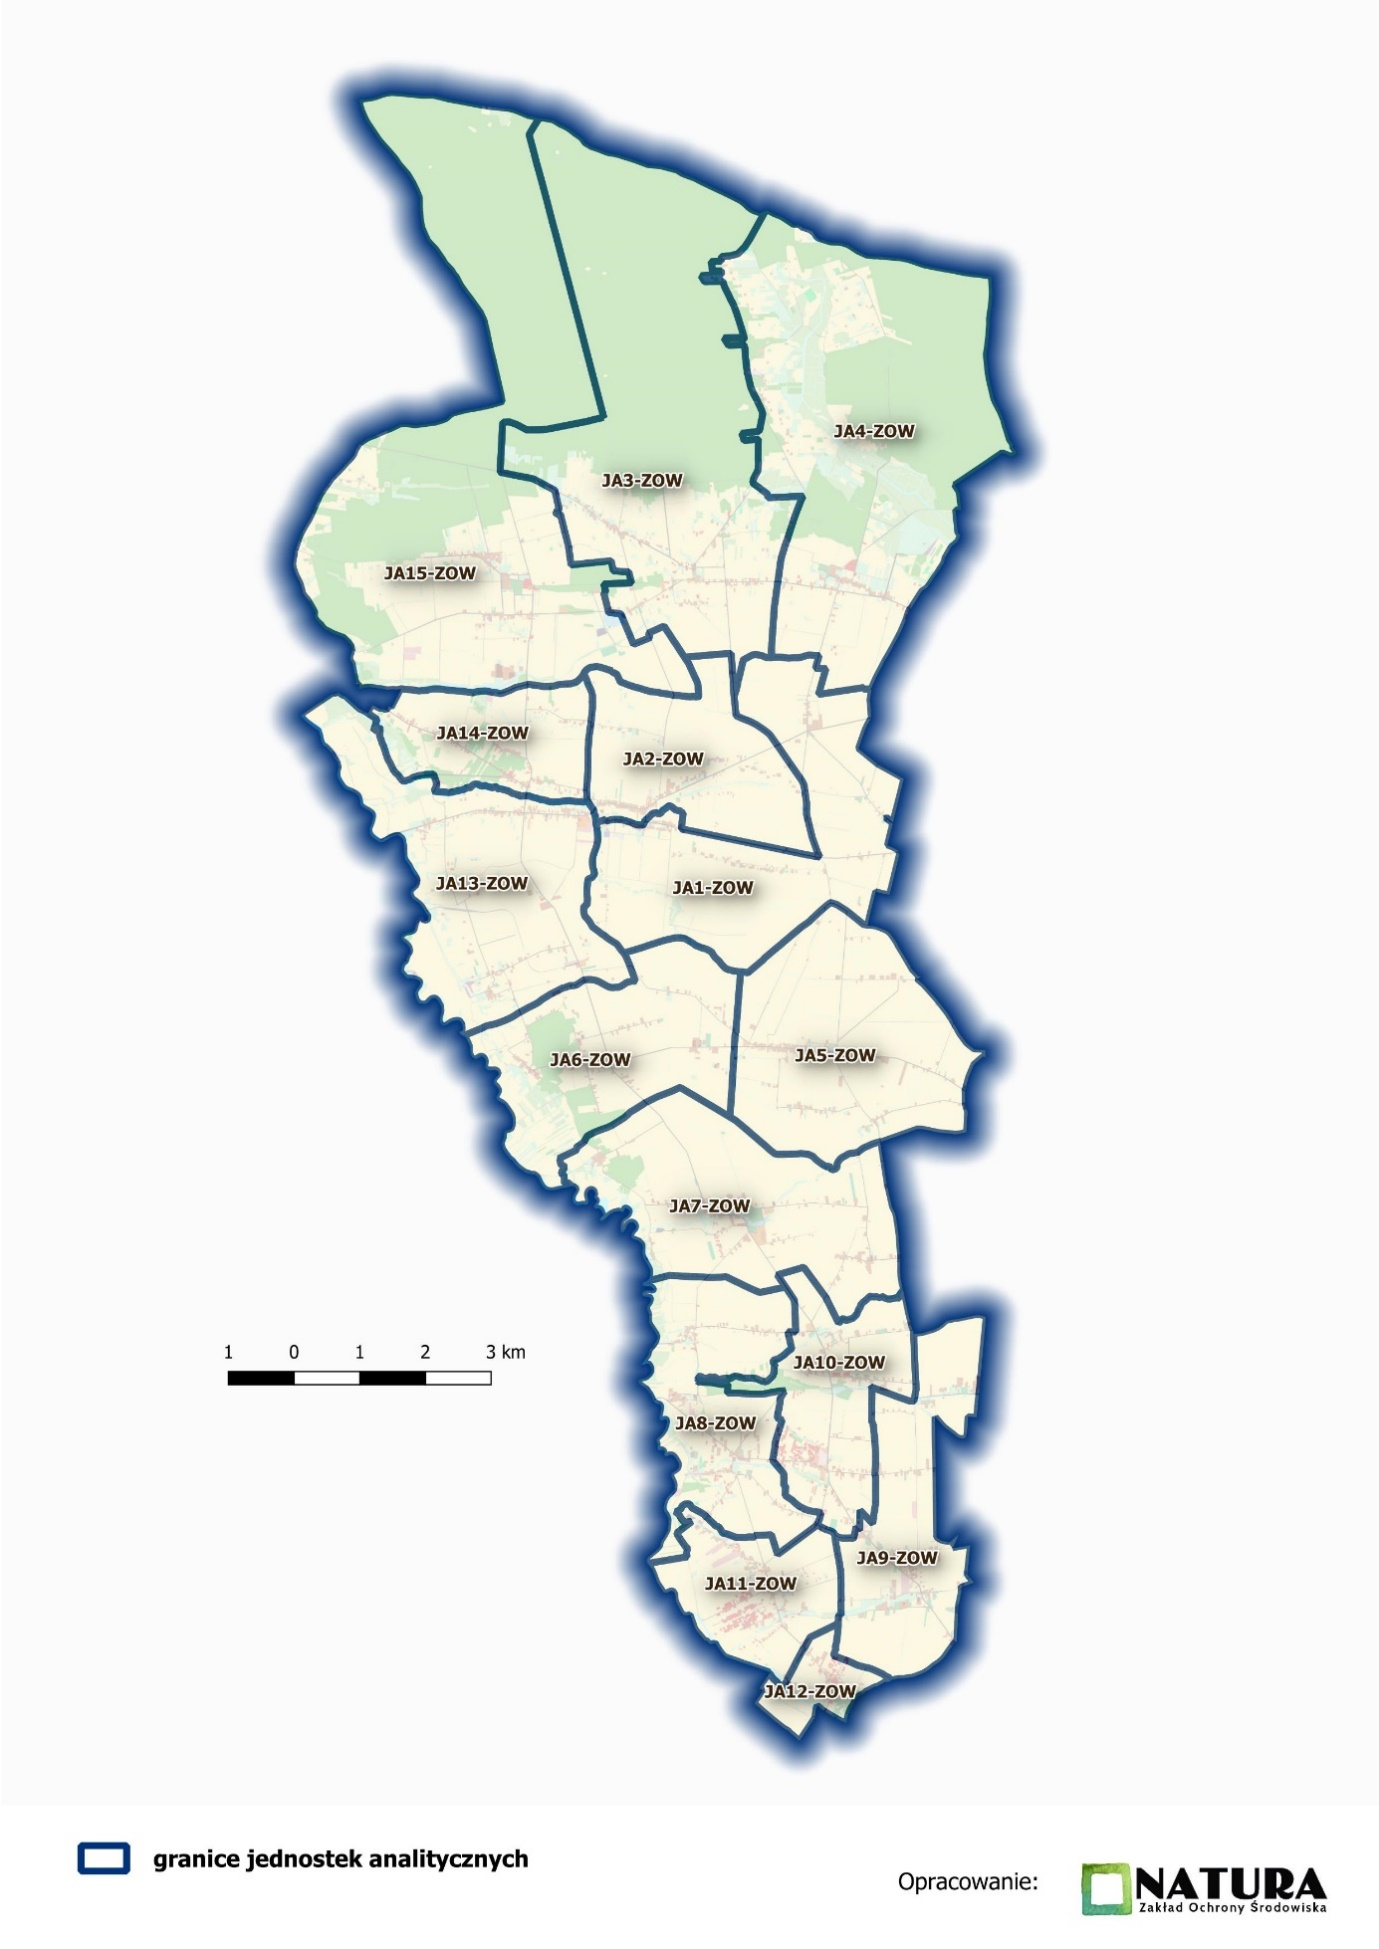 JA4-ZOW
JA3-ZOW
JA15-ZOW
JA14-ZOW
JA2-ZOW
JA13-ZOW
JA1-ZOW
JA6-ZOW
JA5-ZOW
JA7-ZOW
1 0 1 2 3 km
JA10-ZOW
JA8-ZOW
JA9-ZOW
JA11-ZOW
JA12-ZOW
granice jednostek analitycznych
Opracowanie:
NATURA
Zakład Ochrony Środowiska